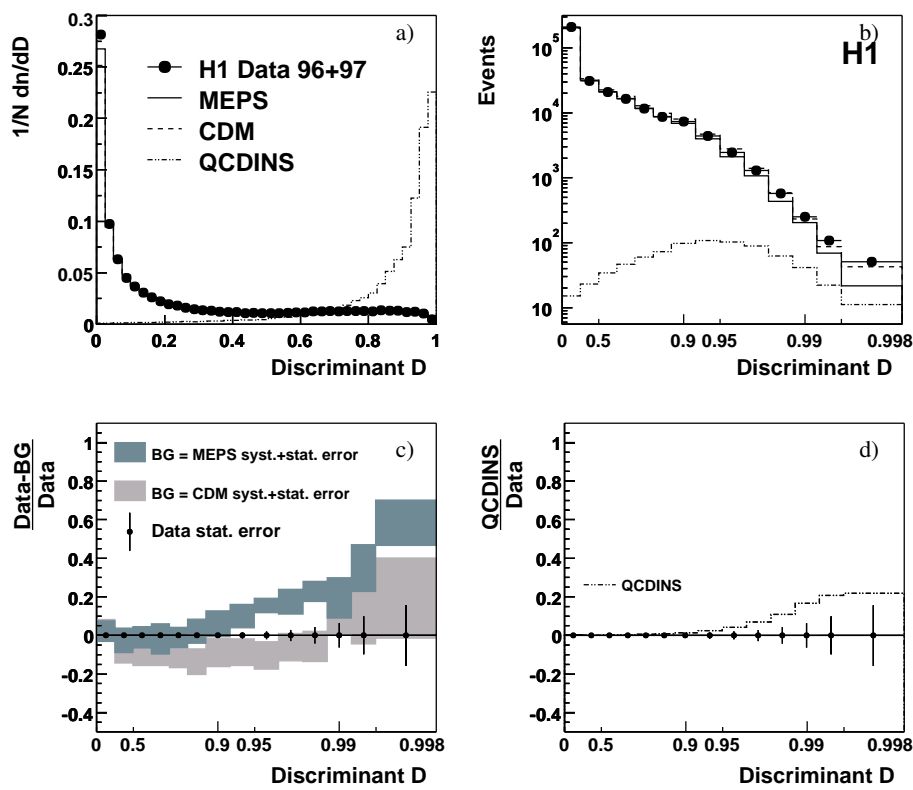 a)
1/N dn/dD
0.3
0.25
0.2
0.15
0.1
0.05
0
H1 Data 96+97
MEPS
CDM
QCDINS
0 0.2 0.4 0.6 0.8 1
Discriminant D
b)
H1
Events
10^5
10^4
10^3
10^2
10
0 0.5 0.9 0.95 0.99 0.998
Discriminant D
c)
Data-BG
Data
1
0.8
0.6
0.4
0.2
0
-0.2
-0.4
BG = MEPS syst.+stat. error
BG = CDM syst.+stat. error
Data stat. error
0 0.5 0.9 0.95 0.99 0.998
Discriminant D
d)
QCDINS
Data
1
0.8
0.6
0.4
0.2
0
-0.2
-0.4
QCDINS
0 0.5 0.9 0.95 0.99 0.998
Discriminant D